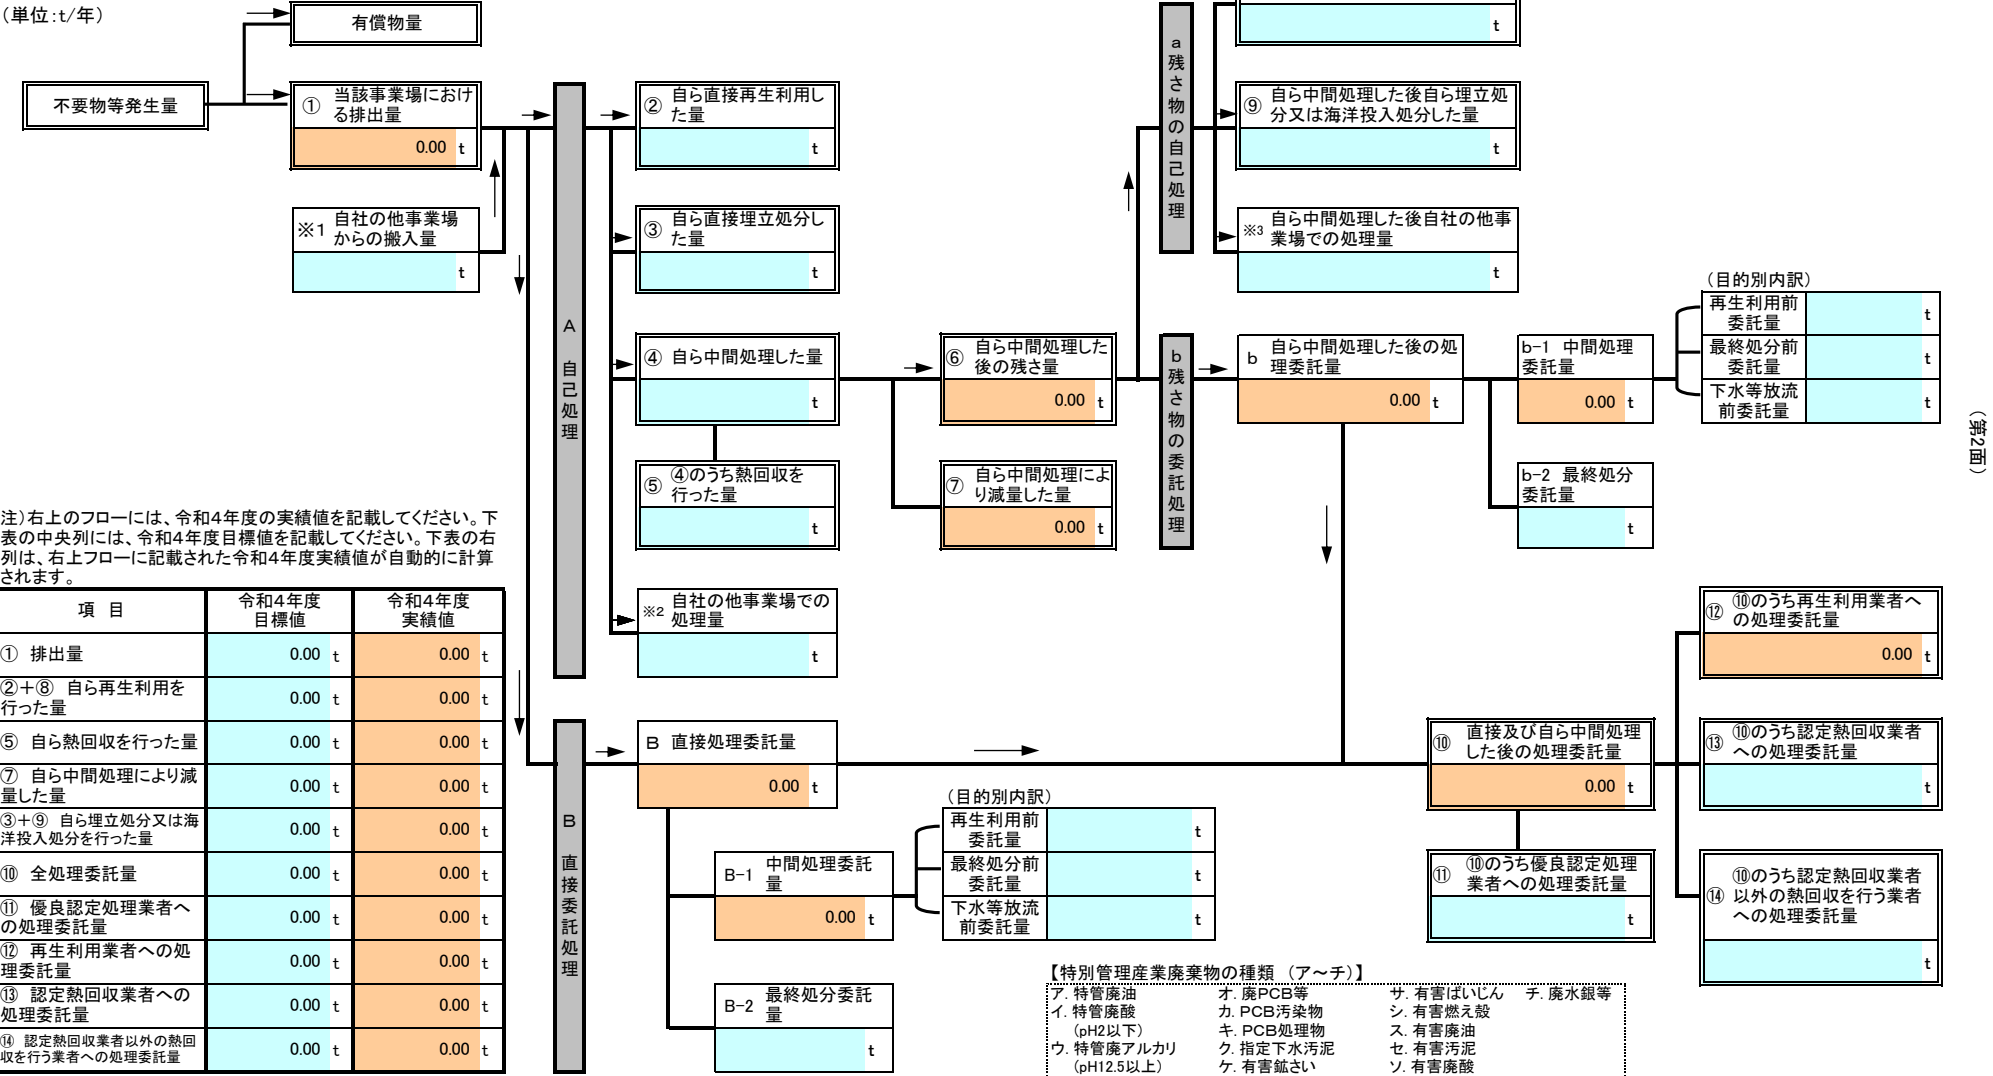 （単位：t/年）
有償物量
不要物等発生量
① 当該事業場におけ
る排出量
0.00 t
※1 自社の他事業場
からの搬入量
t
A
自
己
処
理
② 自ら直接再生利用し
た量
t
③ 自ら直接埋立処分し
た量
t
④ 自ら中間処理した量
t
⑤ ④のうち熱回収を
行った量
t
※2 自社の他事業場での
処理量
t
⑥ 自ら中間処理した
後の残さ量
0.00 t
⑦ 自ら中間処理によ
り減量した量
0.00 t
a
残
さ
物
の
自
己
処
理
t
⑨ 自ら中間処理した後自ら埋立処
分又は海洋投入処分した量
t
※3 自ら中間処理した後自社の他事
業場での処理量
t
b
残
さ
物
の
委
託
処
理
b 自ら中間処理した後の処
理委託量
0.00 t
b-1 中間処理
委託量
0.00 t
b-2 最終処分
委託量
t
（目的別内訳）
再生利用前
委託量
t
最終処分前
委託量
t
下水等放流
前委託量
t
（第2面）
注）右上のフローには、令和４年度の実績値を記載してください。下
表の中央列には、令和４年度目標値を記載してください。下表の右
列は、右上フローに記載された令和４年度実績値が自動的に計算
されます。
項 目
令和４年度
目標値
令和４年度
実績値
① 排出量 0.00 t 0.00 t
②＋⑧ 自ら再生利用を
行った量 0.00 t 0.00 t
⑤ 自ら熱回収を行った量 0.00 t 0.00 t
⑦ 自ら中間処理により減
量した量 0.00 t 0.00 t
③＋⑨ 自ら埋立処分又は海
洋投入処分を行った量 0.00 t 0.00 t
⑩ 全処理委託量 0.00 t 0.00 t
⑪ 優良認定処理業者へ
の処理委託量 0.00 t 0.00 t
⑫ 再生利用業者への処
理委託量 0.00 t 0.00 t
⑬ 認定熱回収業者への
処理委託量 0.00 t 0.00 t
⑭ 認定熱回収業者以外の熱回
収を行う業者への処理委託量 0.00 t 0.00 t
B
直
接
委
託
処
理
B 直接処理委託量
0.00 t
B-1 中間処理委託
量
0.00 t
B-2 最終処分委託
量
t
（目的別内訳）
再生利用前
委託量
t
最終処分前
委託量
t
下水等放流
前委託量
t
⑩ 直接及び自ら中間処理
した後の処理委託量
0.00 t
⑪ ⑩のうち優良認定処理
業者への処理委託量
t
⑫ ⑩のうち再生利用業者へ
の処理委託量
0.00 t
⑬ ⑩のうち認定熱回収業者
への処理委託量
t
⑭ ⑩のうち認定熱回収業者
以外の熱回収を行う業者
への処理委託量
t
【特別管理産業廃棄物の種類 （ア～チ）】
ア. 特管廃油 オ. 廃PCB等 サ. 有害ばいじん チ. 廃水銀等
イ. 特管廃酸 カ. PCB汚染物 シ. 有害燃え殻
（pH2以下） キ. PCB処理物 ス. 有害廃油
ウ. 特管廃アルカリ ク. 指定下水汚泥 セ. 有害汚泥
（pH12.5以上） ケ. 有害鉱さい ソ. 有害廃酸